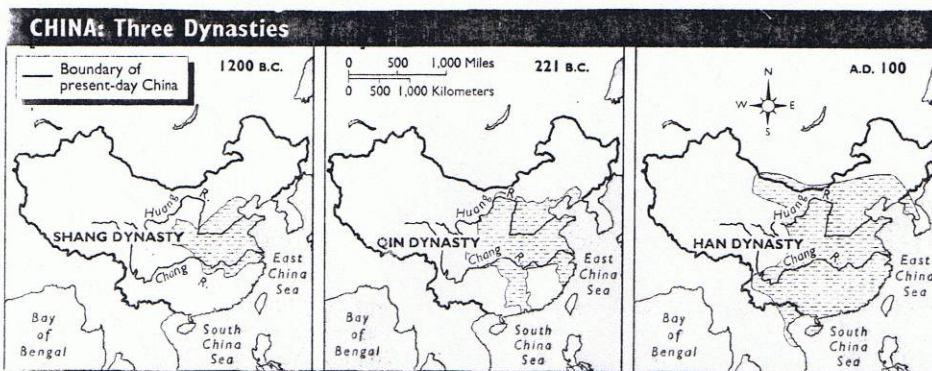 CHINA: Three Dynasties
Boundary of
present-day China
1200 B.C.
Huang R.
SHANG DYNASTY
Chang R.
East
China
Sea
Bay
of
Bengal
South
China
Sea
0 500 1,000 Miles
0 500 1,000 Kilometers
221 B.C.
Huang R.
QIN DYNASTY
Chang R.
East
China
Sea
Bay
of
Bengal
South
China
Sea
A.D. 100
N
W E
S
Huang R.
HAN DYNASTY
Chang R.
East
China
Sea
Bay
of
Bengal
South
China
Sea